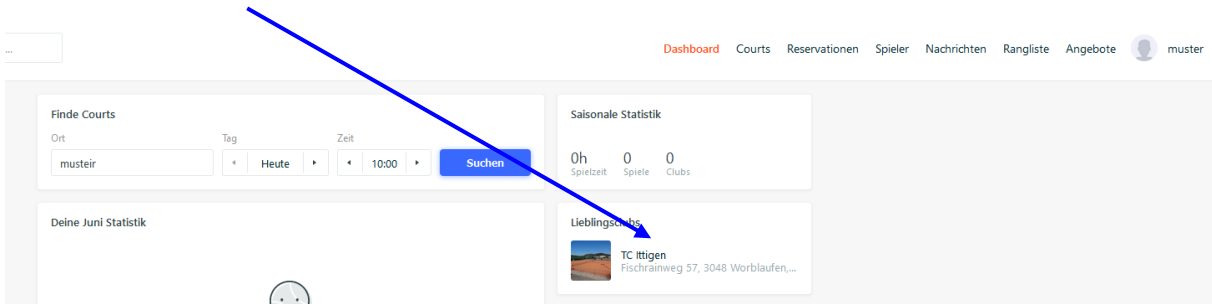 ...
Dashboard Courts Reservationen Spieler Nachrichten Rangliste Angebote muster
Finde Courts
Ort Tag Zeit
musteir Heute 10:00 Suchen
Saisonale Statistik
0h 0 0
Spielzeit Spiele Clubs
Deine Juni Statistik
Lieblingsclubs
TC Ittigen
Fischrainweg 57, 3048 Worblaufen,...